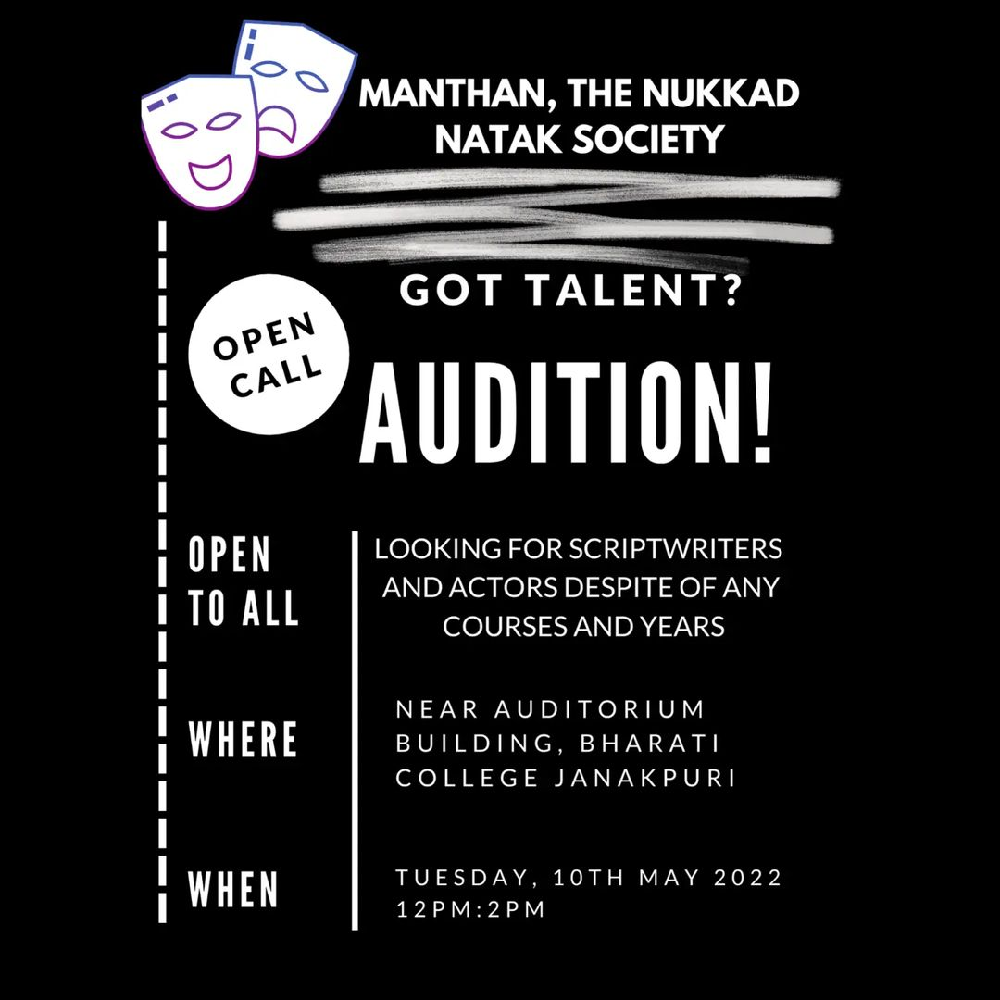 MANTHAN, THE NUKKAD
NATAK SOCIETY
GOT TALENT?
OPEN
CALL
AUDITION!
OPEN
TO ALL
LOOKING FOR SCRIPTWRITERS
AND ACTORS DESPITE OF ANY
COURSES AND YEARS
WHERE
NEAR AUDITORIUM
BUILDING, BHARATI
COLLEGE JANAKPURI
WHEN
TUESDAY, 10TH MAY 2022
12PM:2PM